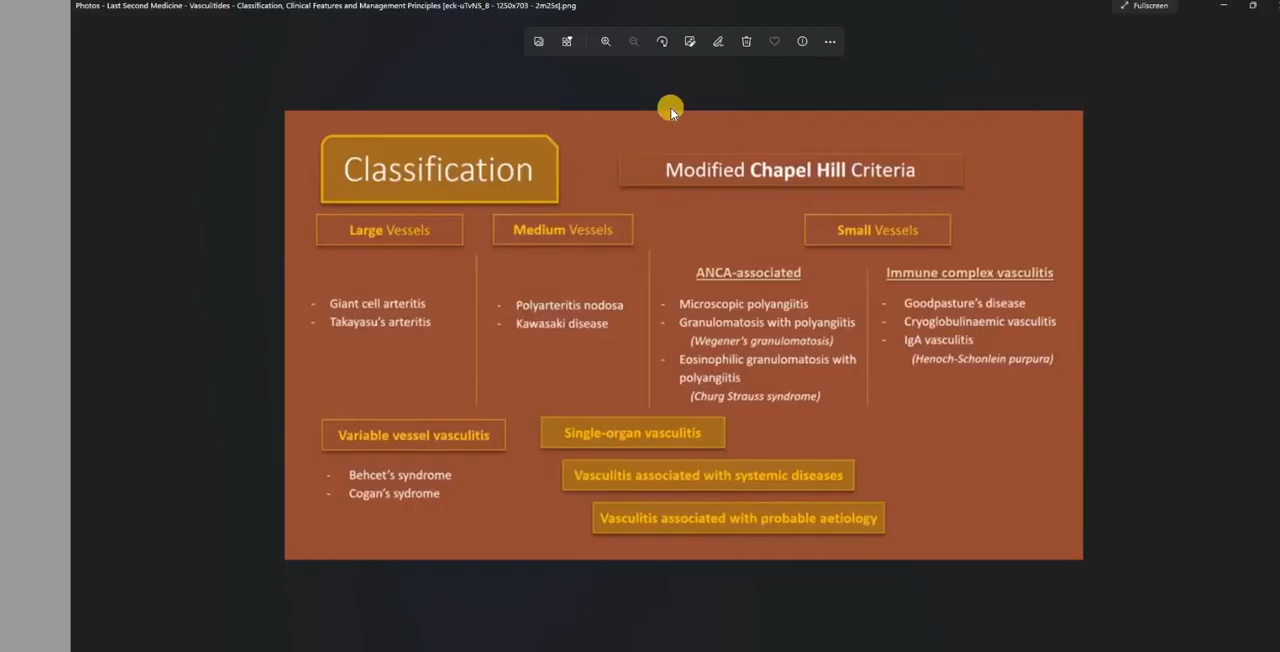 Photos - Last Second Medicine - Vasculitides - Classification, Clinical Features and Management Principles [eck-uTvNS_8 - 1250x703 - 2m25s].png
Fullscreen
Classification
Modified Chapel Hill Criteria
Large Vessels
- Giant cell arteritis
- Takayasu's arteritis
Medium Vessels
- Polyarteritis nodosa
- Kawasaki disease
Small Vessels
ANCA-associated
- Microscopic polyangiitis
- Granulomatosis with polyangiitis
(Wegener's granulomatosis)
- Eosinophilic granulomatosis with
polyangiitis
(Churg Strauss syndrome)
Immune complex vasculitis
- Goodpasture's disease
- Cryoglobulinaemic vasculitis
- IgA vasculitis
(Henoch-Schonlein purpura)
Variable vessel vasculitis
- Behcet's syndrome
- Cogan's sydrome
Single-organ vasculitis
Vasculitis associated with systemic diseases
Vasculitis associated with probable aetiology